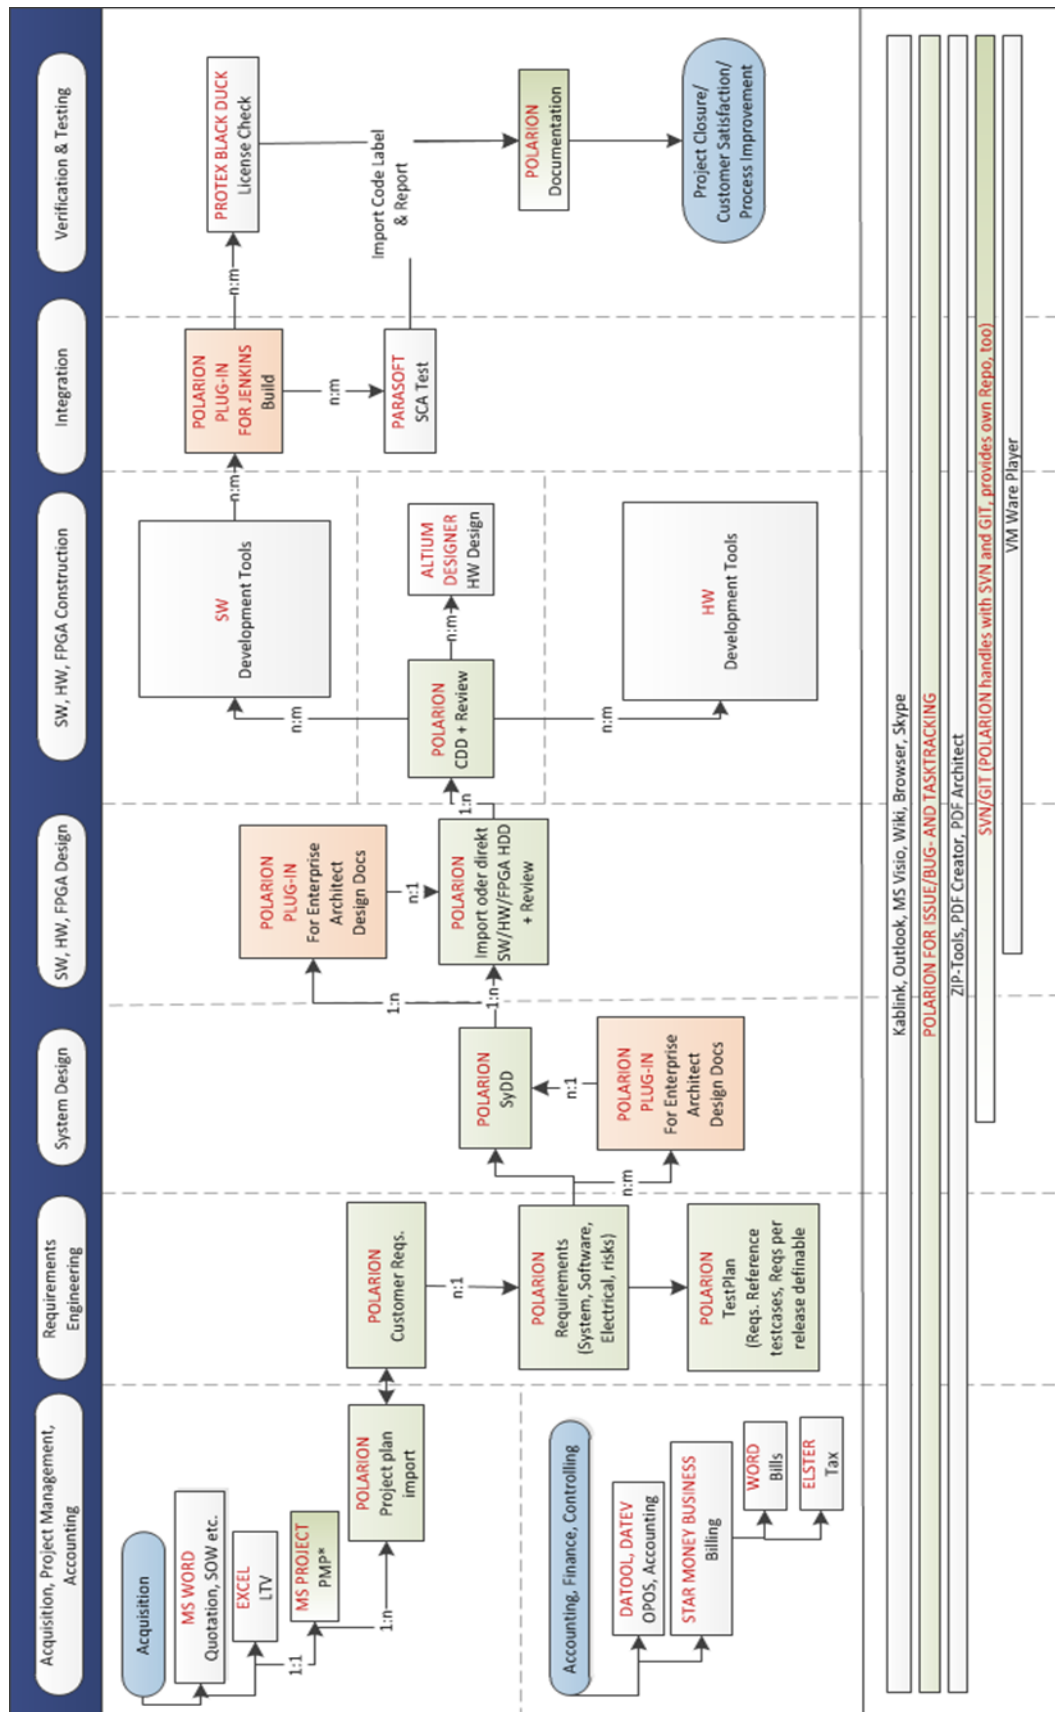 Acquisition, Project Management,
Accounting
Requirements
Engineering
System Design
SW, HW, FPGA Design
SW, HW, FPGA Construction
Integration
Verification & Testing
Acquisition
MS WORD
Quotation, SOW etc.
EXCEL
LTV
1:1
MS PROJECT
PMP*
1:n
POLARION
Project plan
import
Accounting, Finance, Controlling
DATOOL, DATEV
OPOS, Accounting
STAR MONEY BUSINESS
Billing
WORD
Bills
ELSTER
Tax
POLARION
Customer Reqs.
n:1
POLARION
Requirements
(System, Software,
Electrical, risks)
POLARION
TestPlan
(Reqs. Reference
testcases, Reqs per
release definable
POLARION
SyDD
n:1
n:m
POLARION
PLUG-IN
For Enterprise
Architect
Design Docs
1:n
1:n
POLARION
PLUG-IN
For Enterprise
Architect
Design Docs
n:1
POLARION
Import oder direkt
SW/HW/FPGA HDD
+ Review
1:n
POLARION
CDD + Review
n:m
n:m
n:m
SW
Development Tools
ALTIUM
DESIGNER
HW Design
HW
Development Tools
n:m
POLARION
PLUG-IN
FOR JENKINS
Build
n:m
PARASOFT
SCA Test
n:m
PROTEX BLACK DUCK
License Check
Import Code Label
& Report
POLARION
Documentation
Project Closure/
Customer Satisfaction/
Process Improvement
Kablink, Outlook, MS Visio, Wiki, Browser, Skype
POLARION FOR ISSUE/BUG- AND TASKTRACKING
ZIP-Tools, PDF Creator, PDF Architect
SVN/GIT (POLARION handles with SVN and GIT, provides own Repo, too)
VM Ware Player